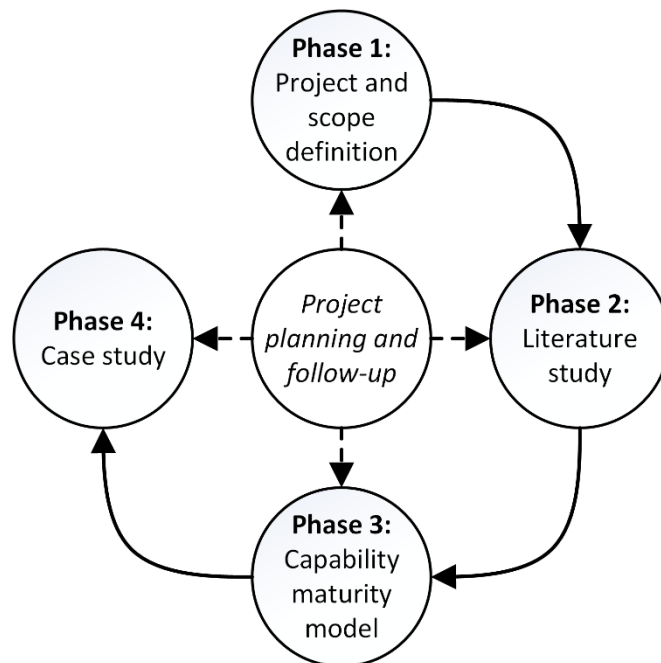 Phase 1:
Project and
scope
definition
Phase 4:
Case study
Project
planning and
follow-up
Phase 2:
Literature
study
Phase 3:
Capability
maturity
model